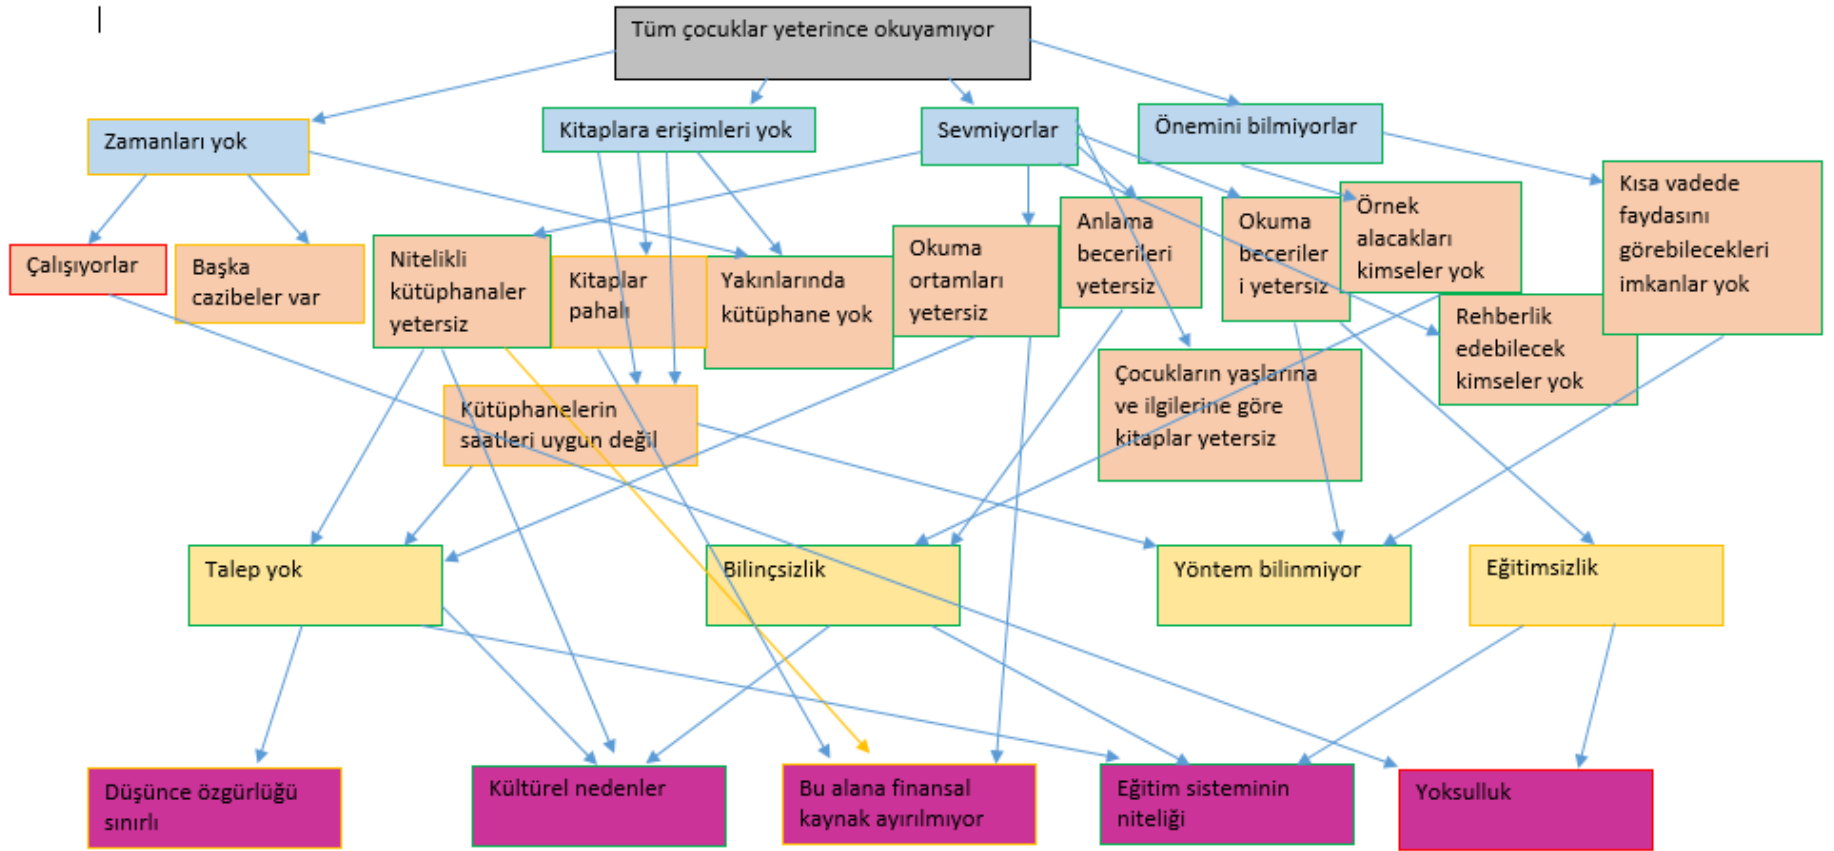 Tüm çocuklar yeterince okuyamıyor
Zamanları yok
Kitaplara erişimleri yok
Sevmiyorlar
Önemini bilmiyorlar
Çalışıyorlar
Başka
cazibeler var
Nitelikli
kütüphaneler
yetersiz
Kitaplar
pahalı
Yakınlarında
kütüphane yok
Okuma
ortamları
yetersiz
Anlama
becerileri
yetersiz
Okuma
beceriler
i yetersiz
Örnek
alacakları
kimseler yok
Kısa vadede
faydasını
görebilecekleri
imkanlar yok
Rehberlik
edebilecek
kimseler yok
Çocukların yaşlarına
ve ilgilerine göre
kitaplar yetersiz
Kütüphanelerin
saatleri uygun değil
Talep yok
Bilinçsizlik
Yöntem bilinmiyor
Eğitimsizlik
Düşünce özgürlüğü
sınırlı
Kültürel nedenler
Bu alana finansal
kaynak ayırılmıyor
Eğitim sisteminin
niteliği
Yoksulluk